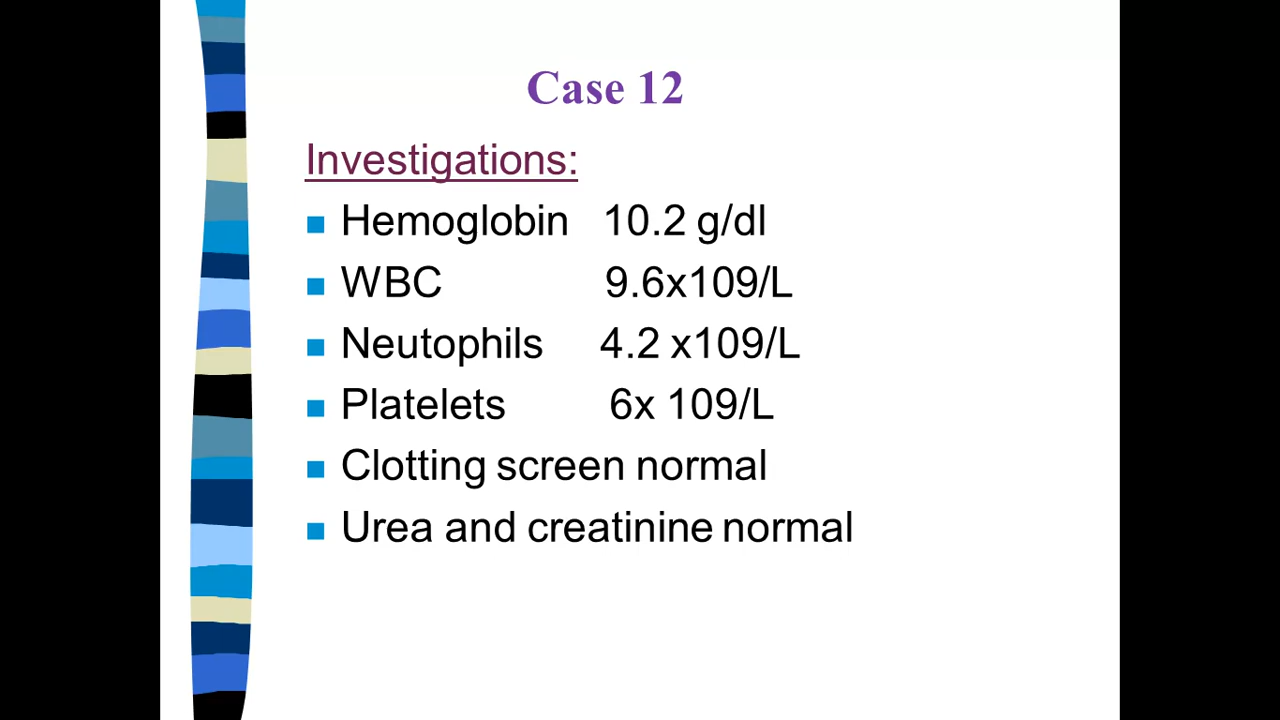 Case 12
Investigations:
Hemoglobin 10.2 g/dl
WBC 9.6x109/L
Neutophils 4.2 x109/L
Platelets 6x 109/L
Clotting screen normal
Urea and creatinine normal